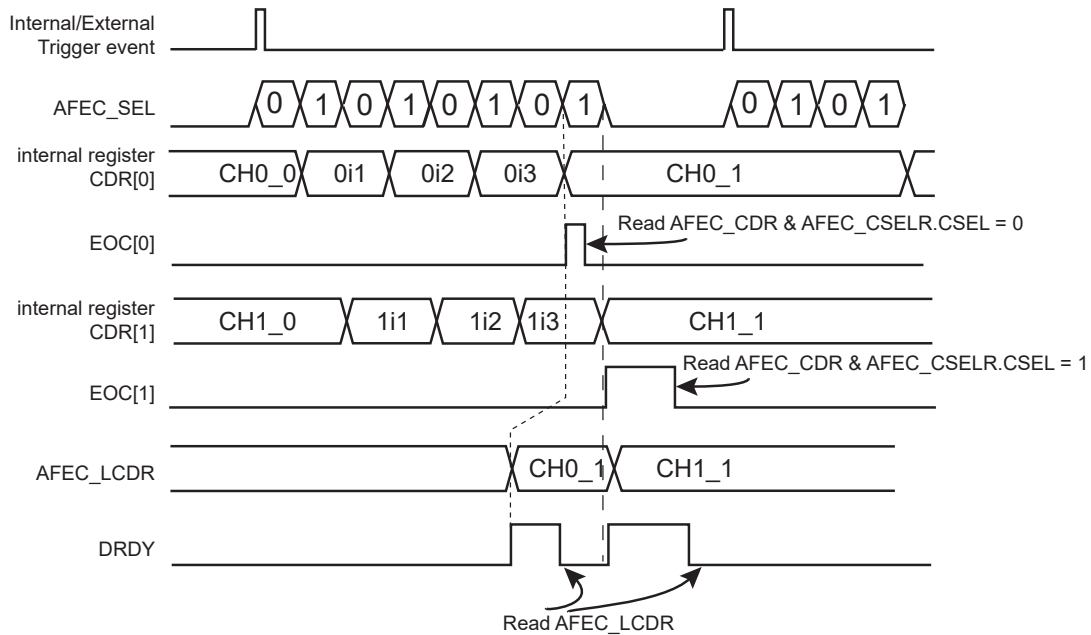 Internal/External
Trigger event
AFEC_SEL
0 1 0 1 0 1 0 1 0 1 0 1
internal register
CDR[0]
CH0_0 0i1 0i2 0i3 CH0_1
Read AFEC_CDR & AFEC_CSELR.CSEL = 0
EOC[0]
internal register
CDR[1]
CH1_0 1i1 1i2 1i3 CH1_1
Read AFEC_CDR & AFEC_CSELR.CSEL = 1
EOC[1]
AFEC_LCDR
CH0_1 CH1_1
DRDY
Read AFEC_LCDR